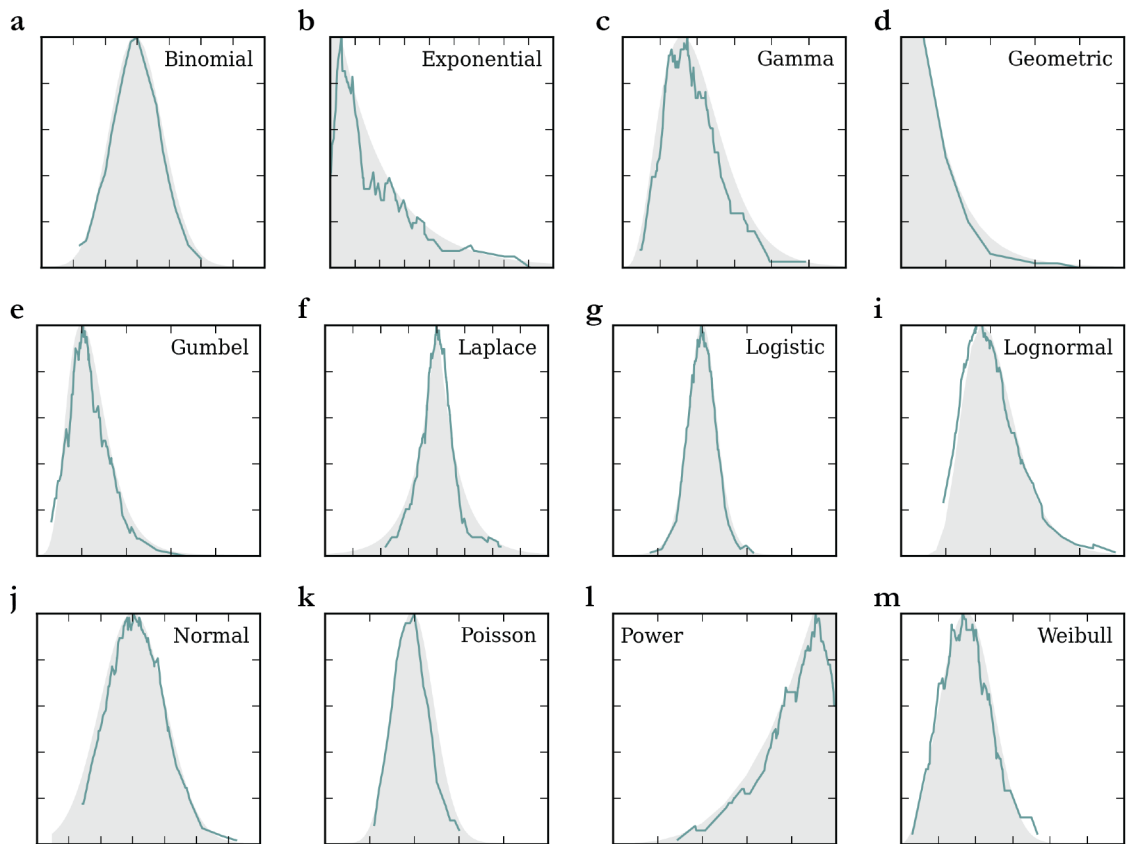 a
Binomial
b
Exponential
c
Gamma
d
Geometric
e
Gumbel
f
Laplace
g
Logistic
i
Lognormal
j
Normal
k
Poisson
l
Power
m
Weibull